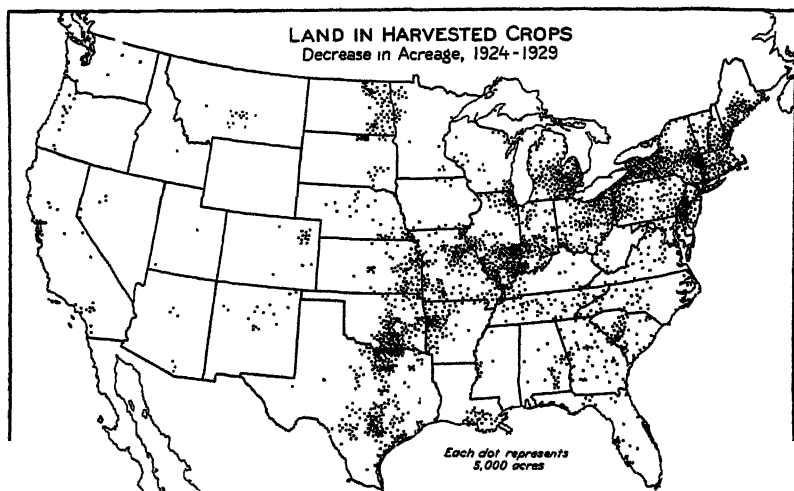 LAND IN HARVESTED CROPS
Decrease in Acreage, 1924-1929
Each dot represents
5,000 acres